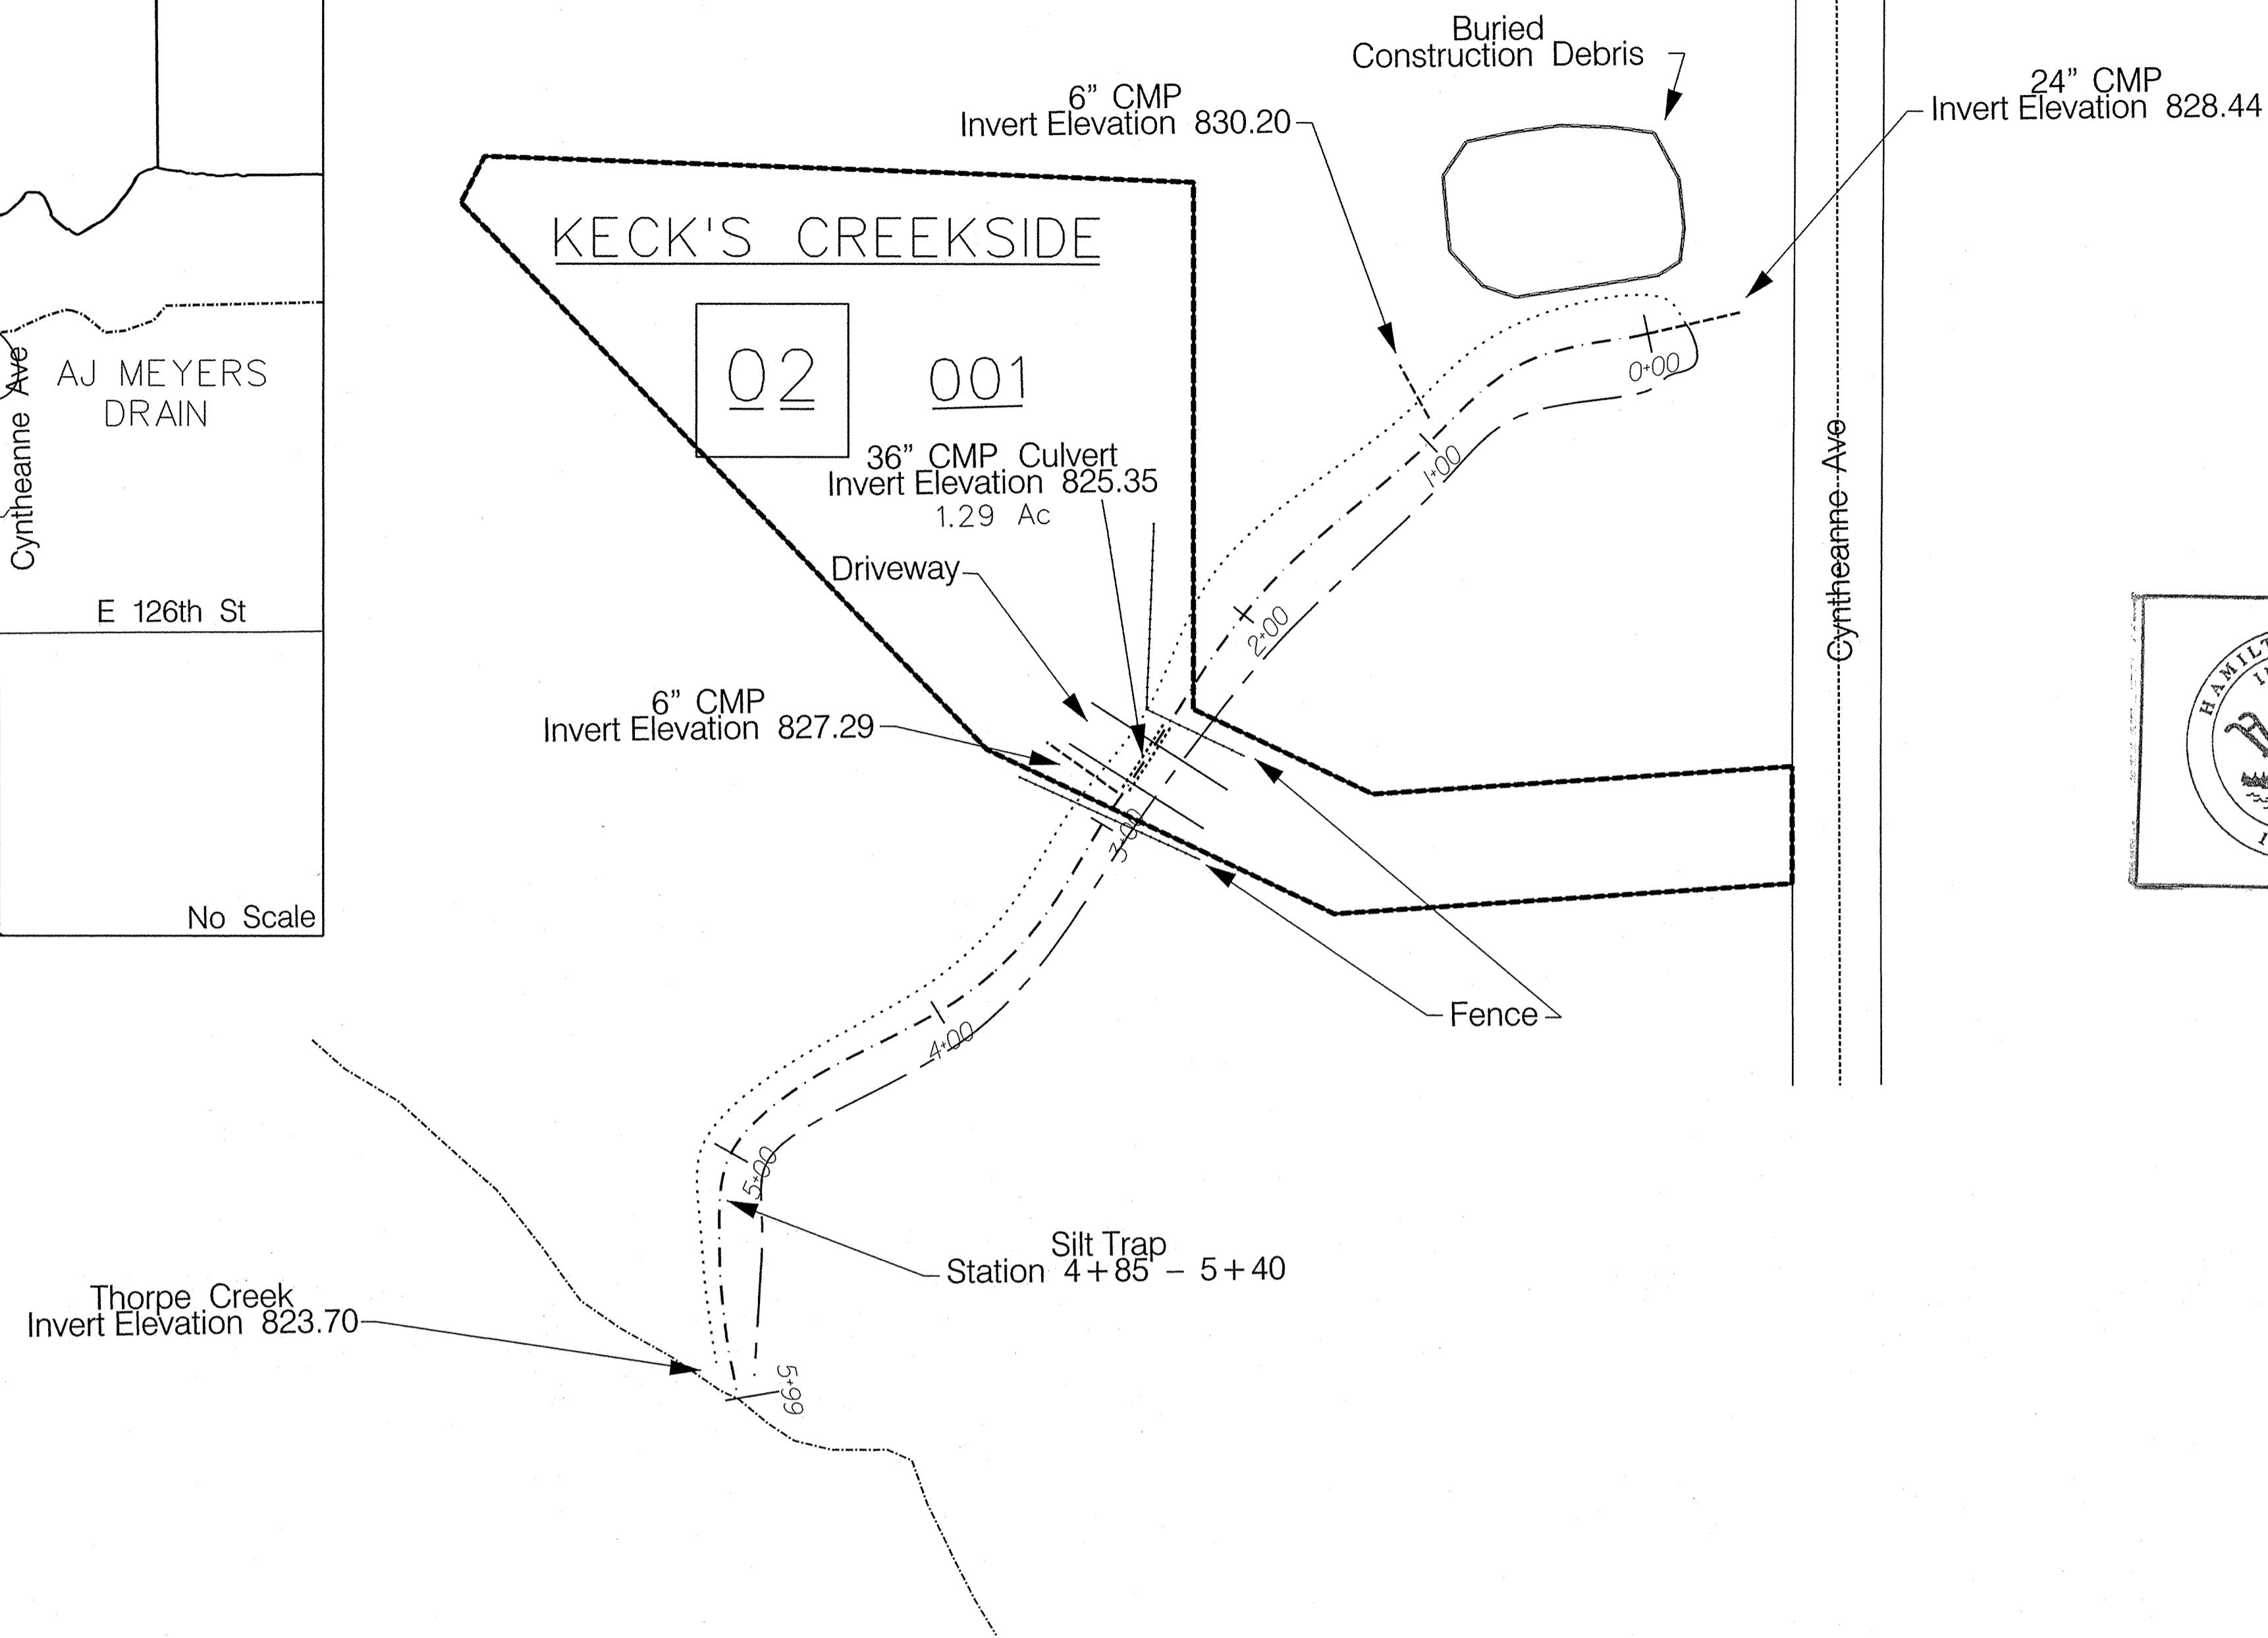 Buried
Construction Debris
6” CMP
Invert Elevation 830.20
24” CMP
Invert Elevation 828.44
KECK'S CREEKSIDE
02 001
AJ MEYERS
DRAIN
Cyntheanne Ave
36” CMP Culvert
Invert Elevation 825.35
1.29 Ac
Driveway
E 126th St
No Scale
6” CMP
Invert Elevation 827.29
0+00
1+00
2+00
3+00
4+00
5+00
5+99
Cyntheanne Ave
Fence
Silt Trap
Station 4+85 – 5+40
Thorpe Creek
Invert Elevation 823.70